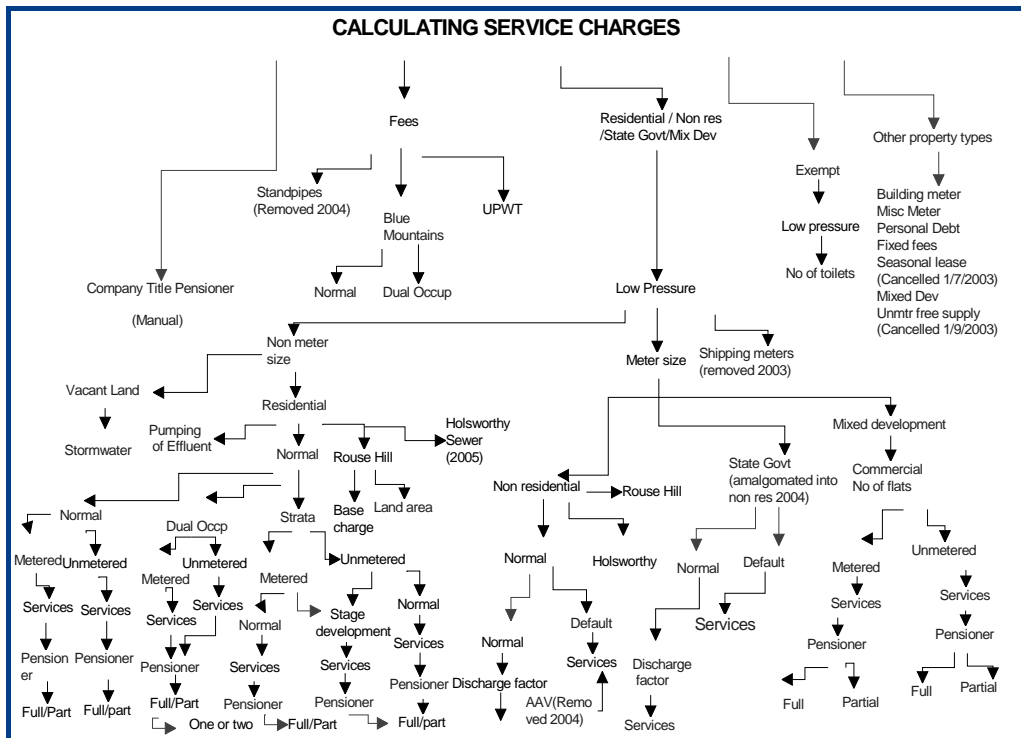 CALCULATING SERVICE CHARGES
Fees
Residential / Non res
/State Govt/Mix Dev
Other property types
Exempt
Standpipes
(Removed 2004)
UPWT
Blue
Mountains
Building meter
Misc Meter
Personal Debt
Fixed fees
Seasonal lease
(Cancelled 1/7/2003)
Mixed Dev
Unmtr free supply
(Cancelled 1/9/2003)
Low pressure
No of toilets
Company Title Pensioner
(Manual)
Normal
Dual Occup
Low Pressure
Non meter
size
Meter size
Shipping meters
(removed 2003)
Vacant Land
Residential
Stormwater
Pumping
of Effluent
Normal
Rouse Hill
Holsworthy
Sewer
(2005)
Mixed development
State Govt
(amalgomated into
non res 2004)
Commercial
No of flats
Non residential
Rouse Hill
Base
charge
Land area
Normal
Dual Occp
Strata
Metered
Unmetered
Metered
Unmetered
Metered
Unmetered
Normal
Holsworthy
Normal
Default
Metered
Unmetered
Services
Services
Services
Services
Normal
Stage
development
Normal
Default
Services
Services
Services
Pension
er
Pensioner
Pensioner
Services
Services
Services
Normal
Services
Discharge
factor
Pensioner
Pensioner
Full/Part
Full/part
Full/Part
Pensioner
Pensioner
Pensioner
Discharge factor
AAV(Remo
ved 2004)
Services
Full
Partial
Full
Partial
One or two
Full/Part
Full/part